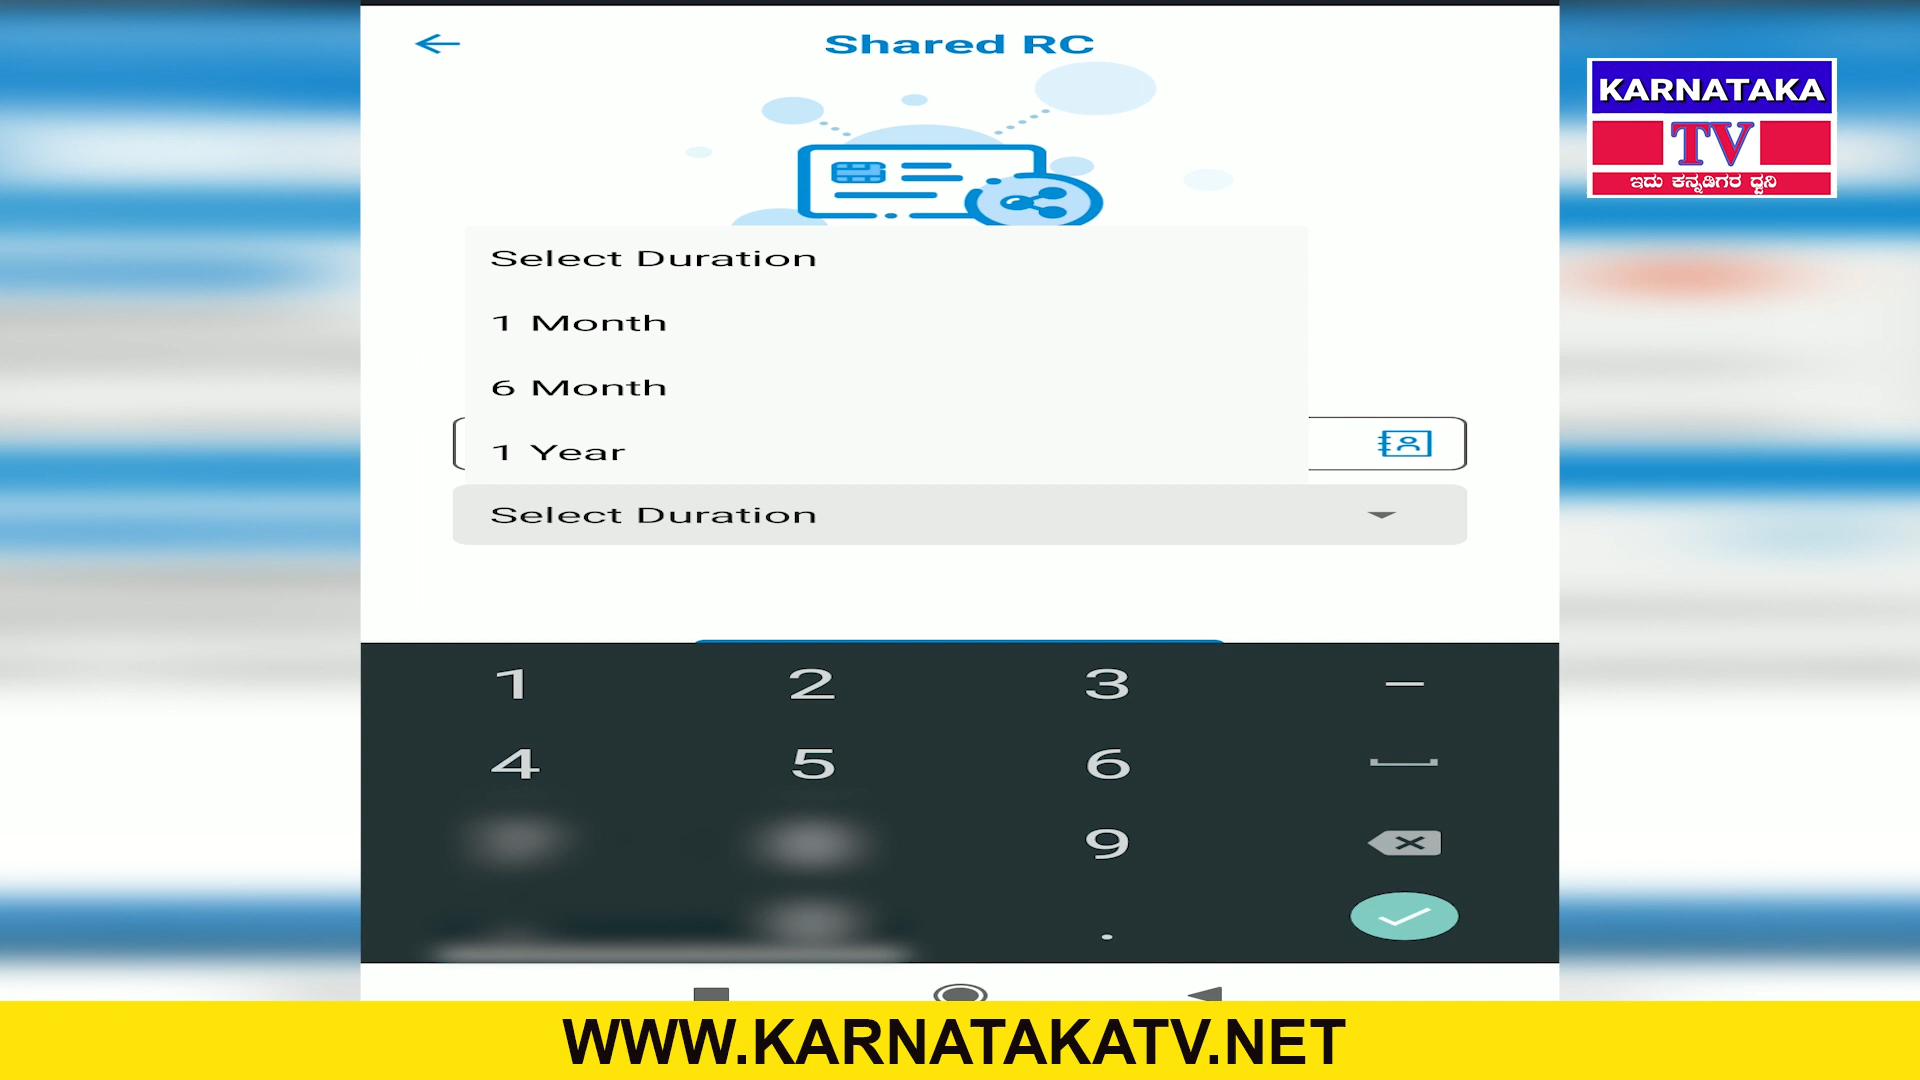 Shared RC
KARNATAKA
TV
ಇದು ಕನ್ನಡಿಗರ ಧ್ವನಿ
Select Duration
1 Month
6 Month
1 Year
Select Duration
1 2 3 –
4 5 6
9
.
WWW.KARNATAKATV.NET